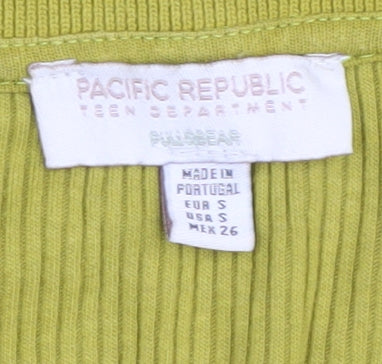 PACIFIC REPUBLIC
TEEN DEPARTMENT
PULL&BEAR
MADE IN
PORTUGAL
EUR S
USA S
MEX 26